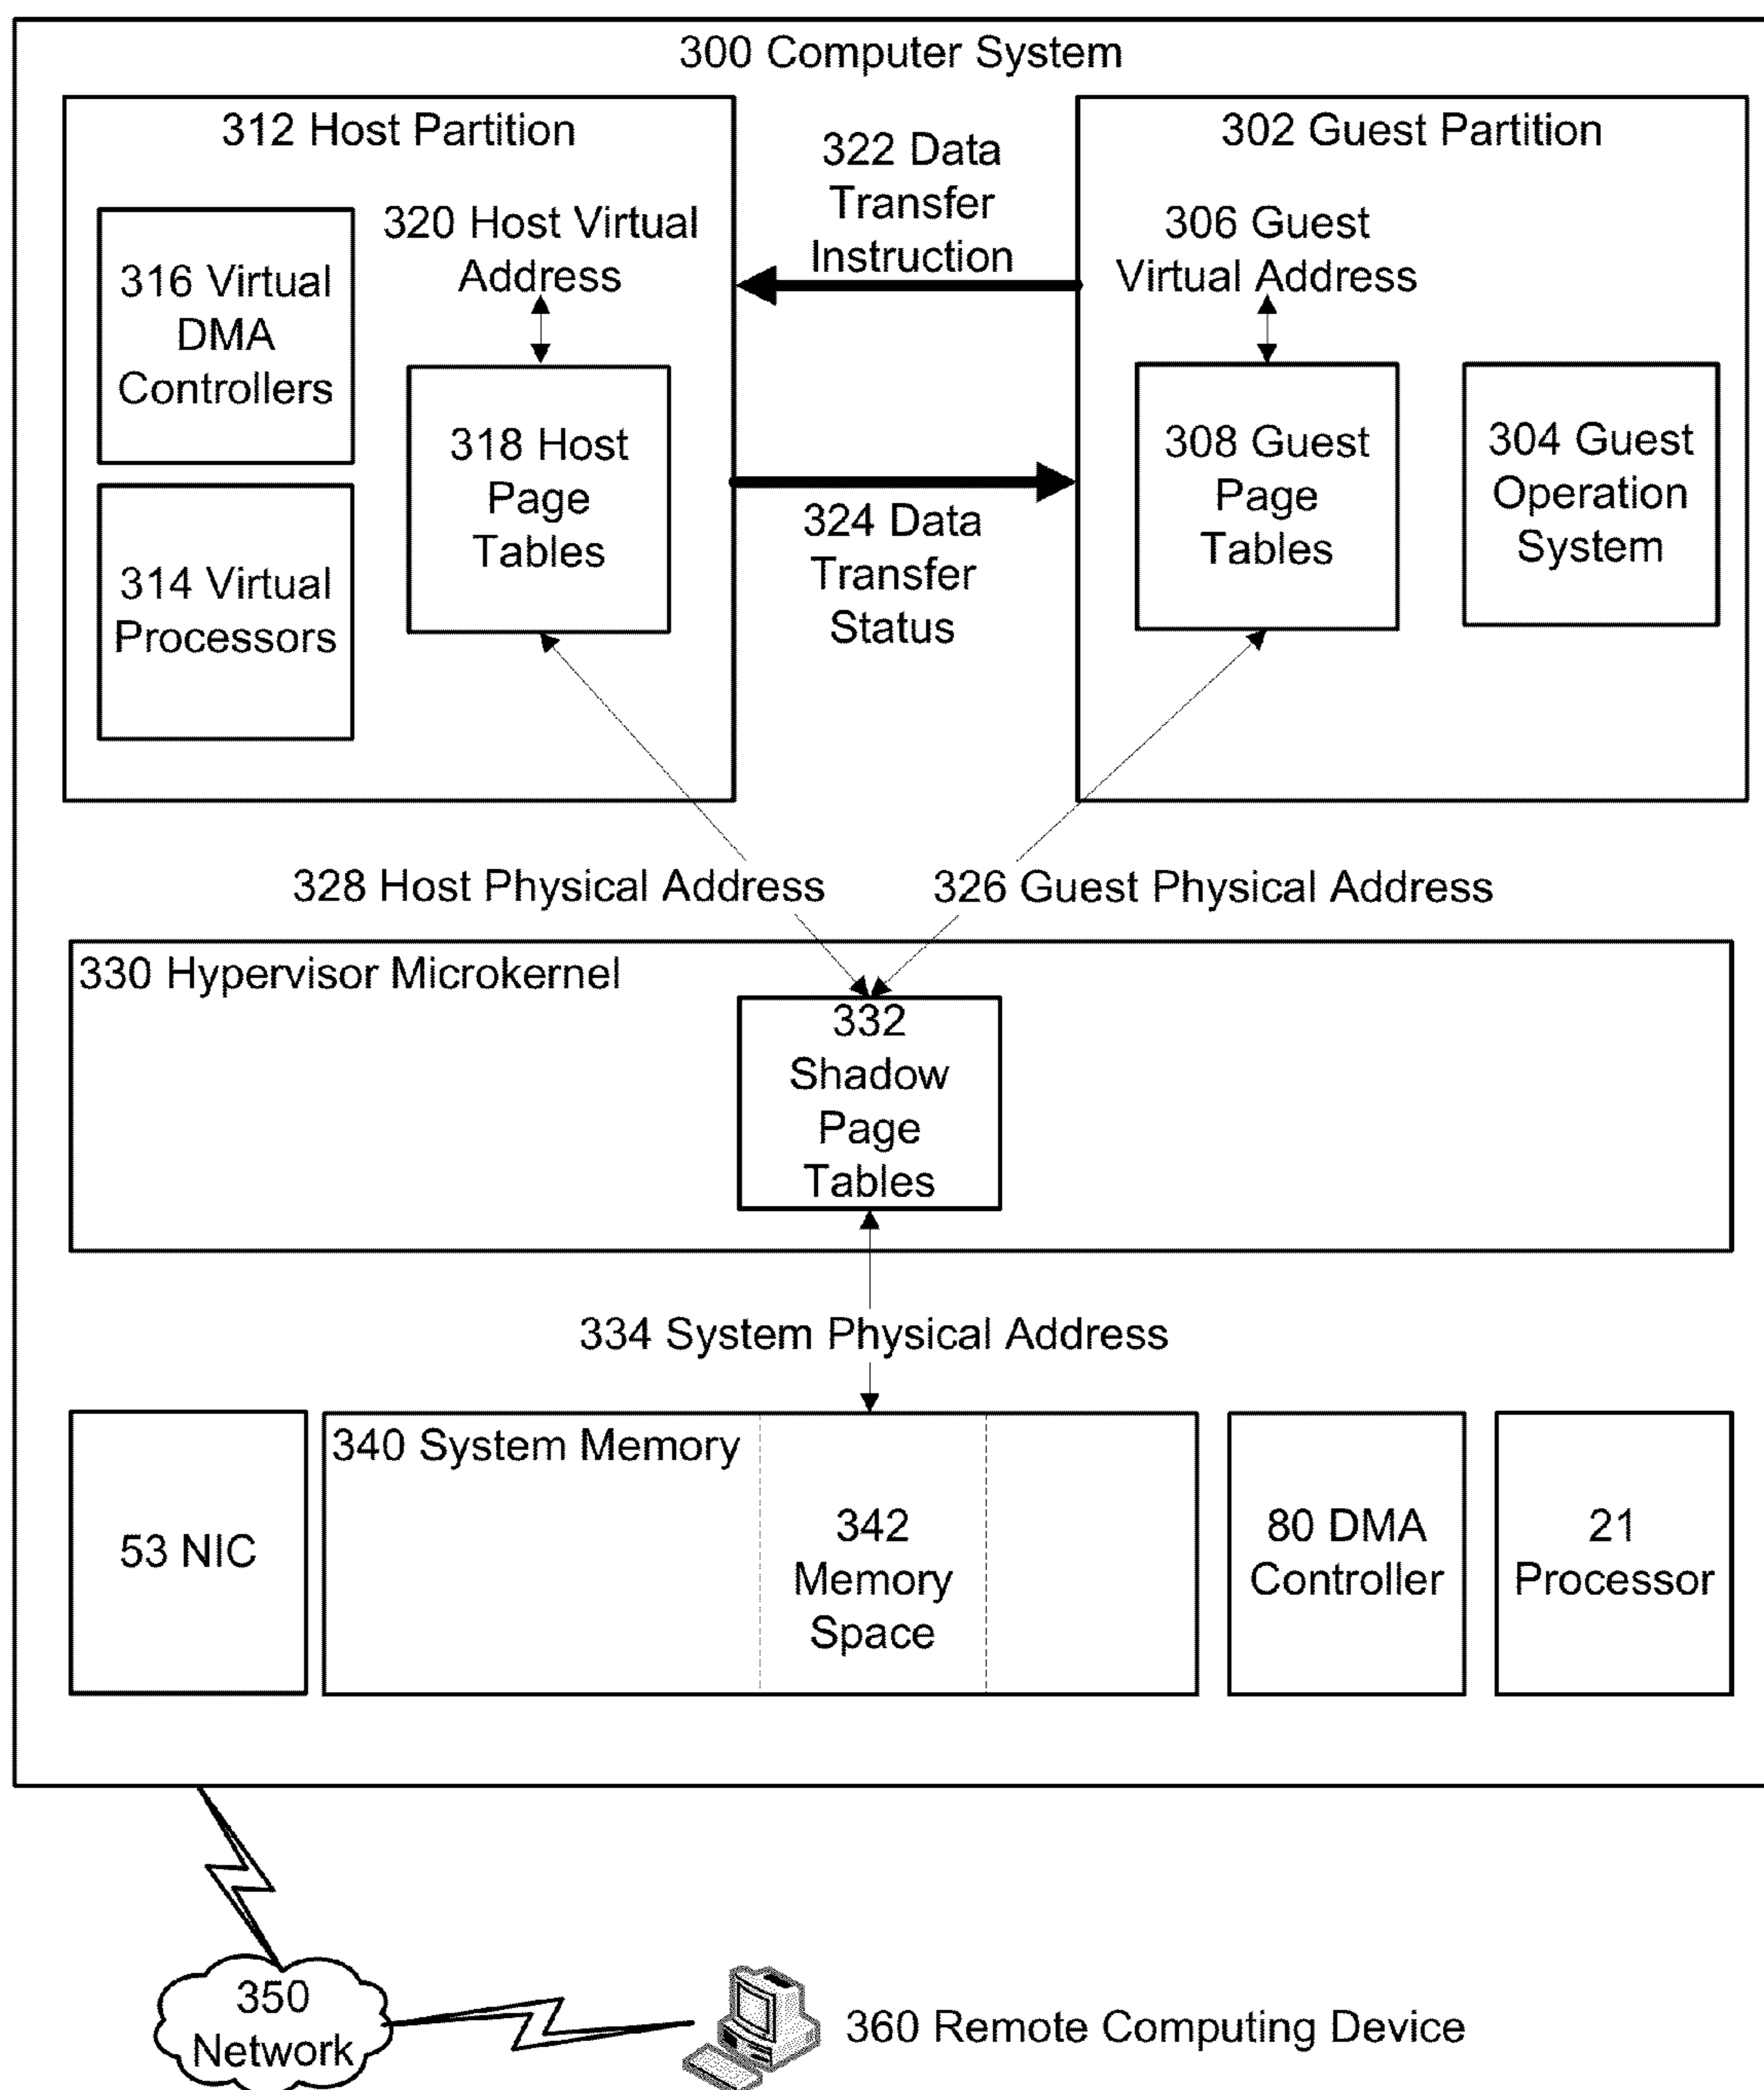 300 Computer System
312 Host Partition
316 Virtual
DMA
Controllers
314 Virtual
Processors
320 Host Virtual
Address
318 Host
Page
Tables
322 Data
Transfer
Instruction
324 Data
Transfer
Status
302 Guest Partition
306 Guest
Virtual Address
308 Guest
Page
Tables
304 Guest
Operation
System
328 Host Physical Address
326 Guest Physical Address
330 Hypervisor Microkernel
332
Shadow
Page
Tables
334 System Physical Address
53 NIC
340 System Memory
342
Memory
Space
80 DMA
Controller
21
Processor
350
Network
360 Remote Computing Device